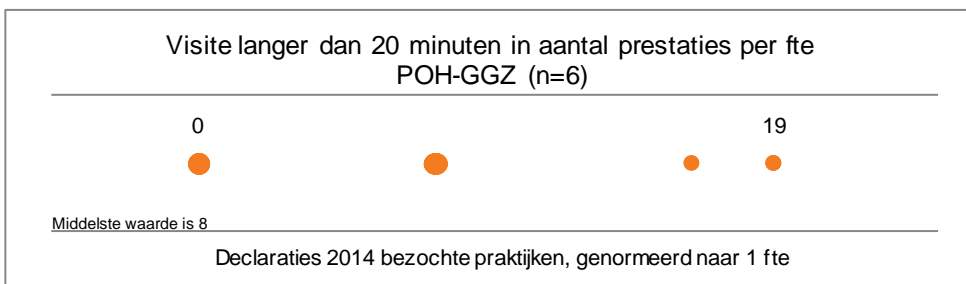 Visite langer dan 20 minuten in aantal prestaties per fte
POH-GGZ (n=6)
0 19
Middelste waarde is 8
Declaraties 2014 bezochte praktijken, genormeerd naar 1 fte